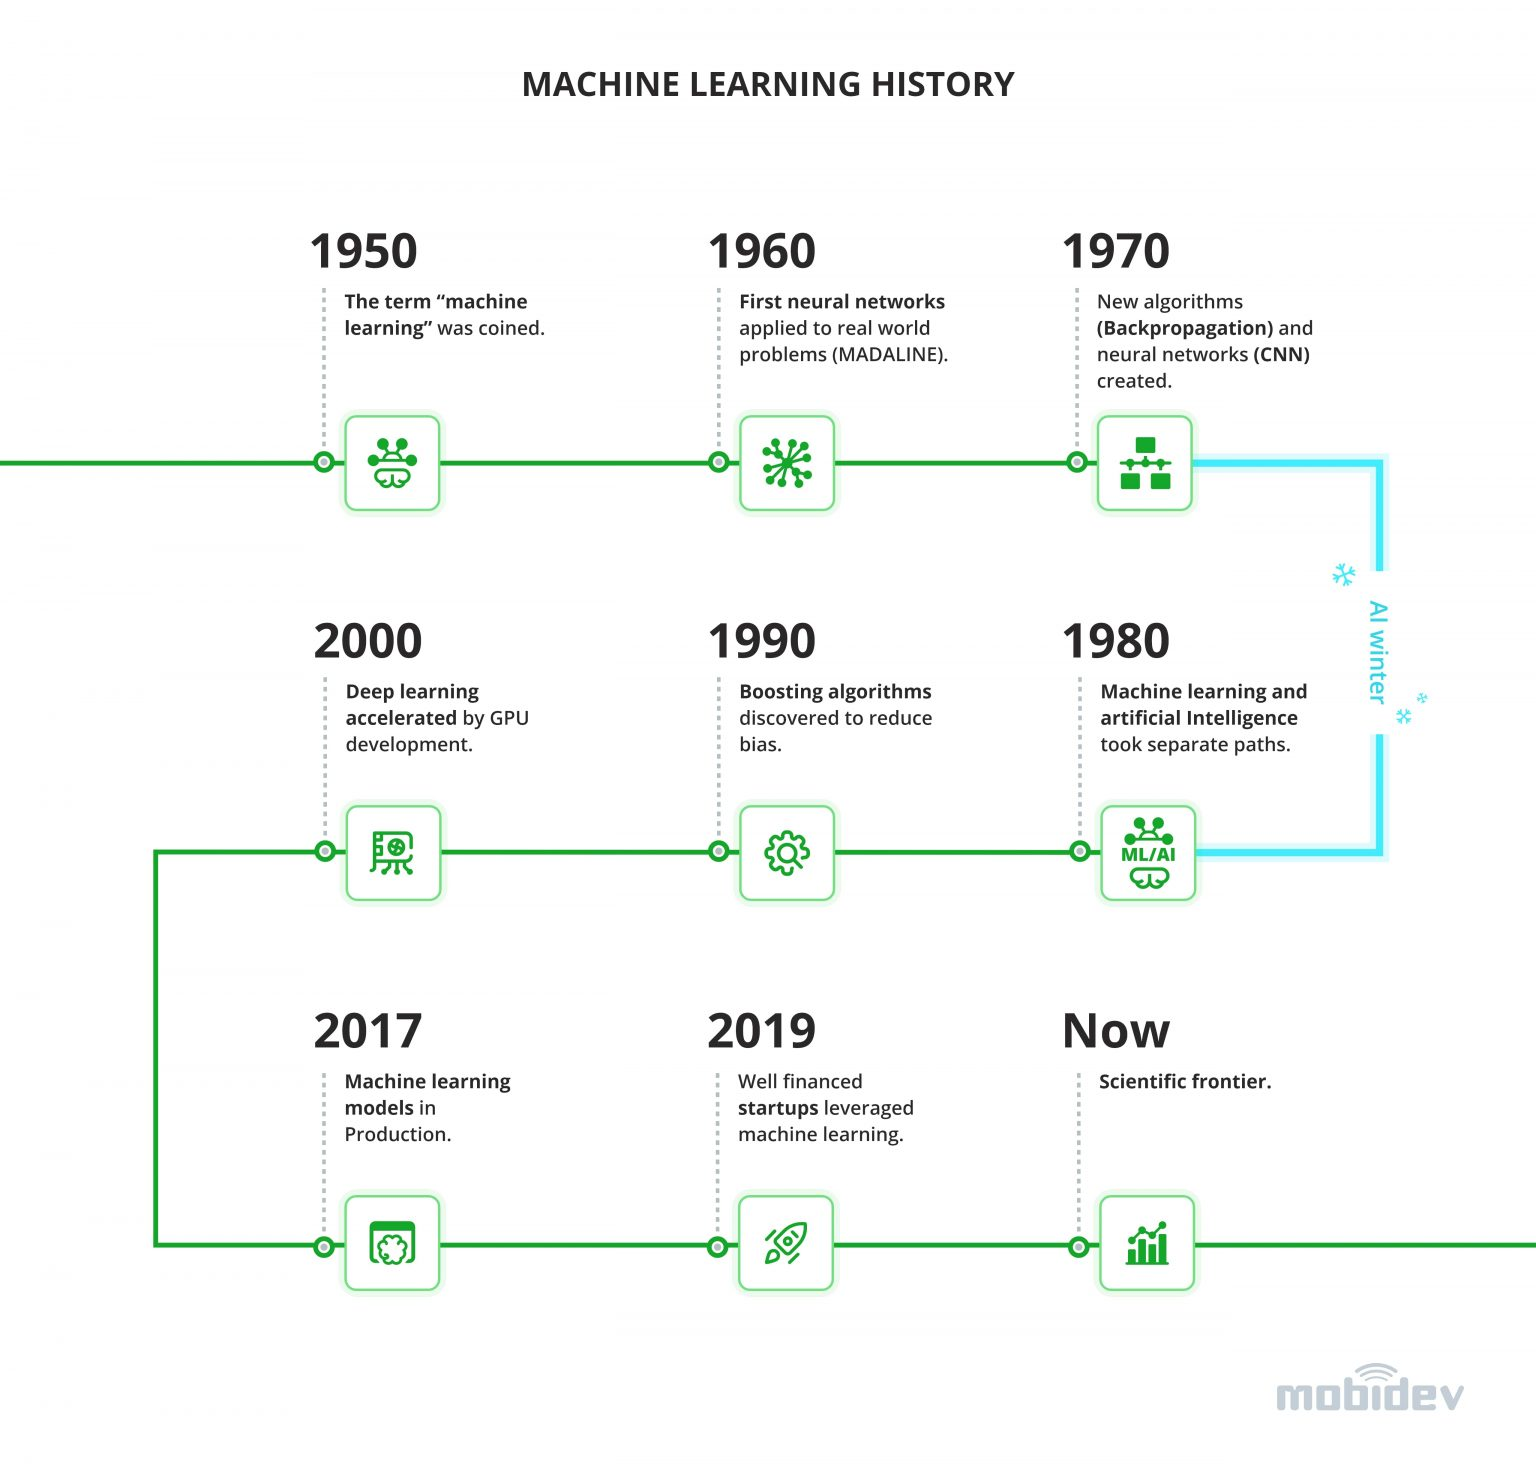 MACHINE LEARNING HISTORY
1950
The term “machine
learning” was coined.
1960
First neural networks
applied to real world
problems (MADALINE).
1970
New algorithms
(Backpropagation) and
neural networks (CNN)
created.
AI winter
1980
Machine learning and
artificial Intelligence
took separate paths.
ML/AI
1990
Boosting algorithms
discovered to reduce
bias.
2000
Deep learning
accelerated by GPU
development.
2017
Machine learning
models in
Production.
2019
Well financed
startups leveraged
machine learning.
Now
Scientific frontier.
mobidev